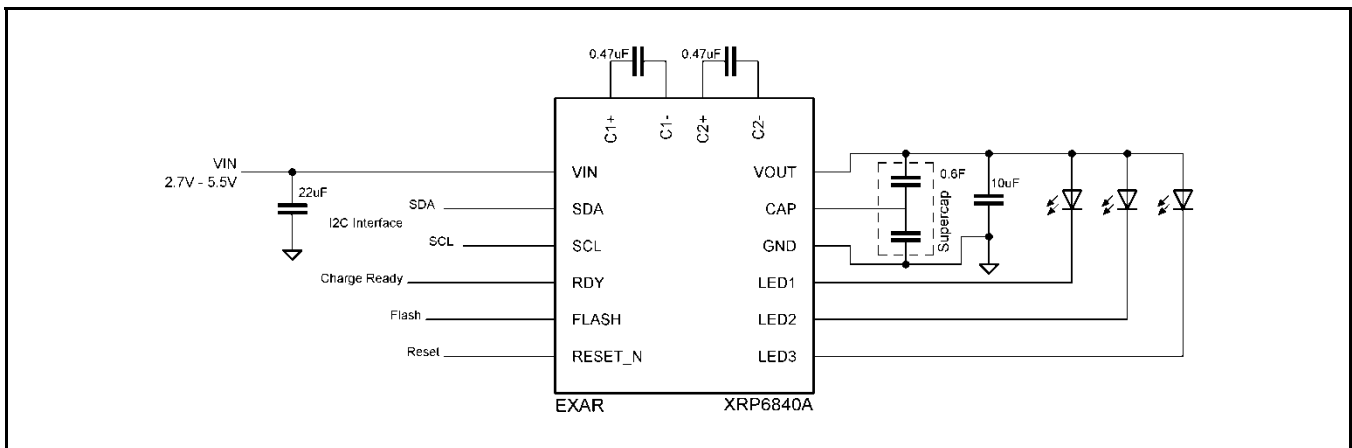 0.47uF
0.47uF
C1+
C1-
C2+
C2-
VIN
2.7V - 5.5V
22uF
SDA
I2C Interface
SCL
Charge Ready
Flash
Reset
VIN
SDA
SCL
RDY
FLASH
RESET_N
VOUT
CAP
GND
LED1
LED2
LED3
0.6F
Supercap
10uF
EXAR
XRP6840A